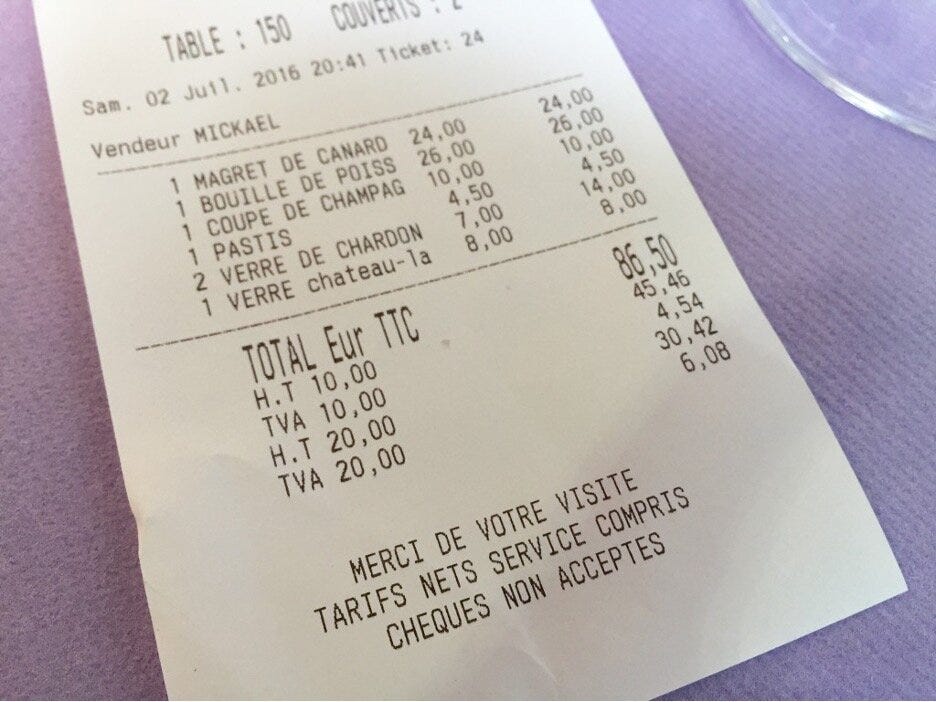 TABLE : 150 COUVERTS : 2
Sam. 02 Juil. 2016 20:41 Ticket: 24
Vendeur MICKAEL
1 MAGRET DE CANARD 24,00 24,00
1 BOUILLE DE POISS 26,00 26,00
1 COUPE DE CHAMPAG 10,00 10,00
1 PASTIS 4,50 4,50
2 VERRE DE CHARDON 7,00 14,00
1 VERRE chateau-la 8,00 8,00
TOTAL Eur TTC 86,50
H.T 10,00 45,46
TVA 10,00 4,54
H.T 20,00 30,42
TVA 20,00 6,08
MERCI DE VOTRE VISITE
TARIFS NETS SERVICE COMPRIS
CHEQUES NON ACCEPTES